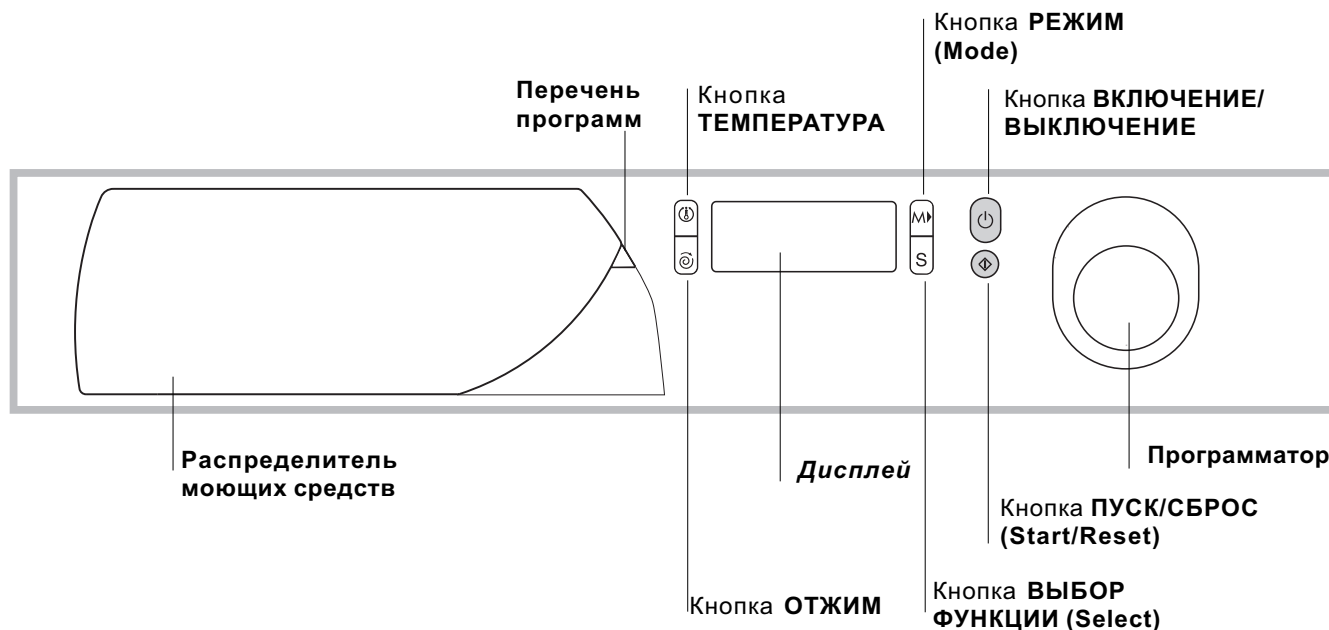 Кнопка РЕЖИМ
(Mode)
Перечень
программ
Кнопка
ТЕМПЕРАТУРА
Кнопка ВКЛЮЧЕНИЕ/
ВЫКЛЮЧЕНИЕ
M
S
Распределитель
моющих средств
Дисплей
Программатор
Кнопка ПУСК/СБРОС
(Start/Reset)
Кнопка ОТЖИМ
Кнопка ВЫБОР
ФУНКЦИИ (Select)